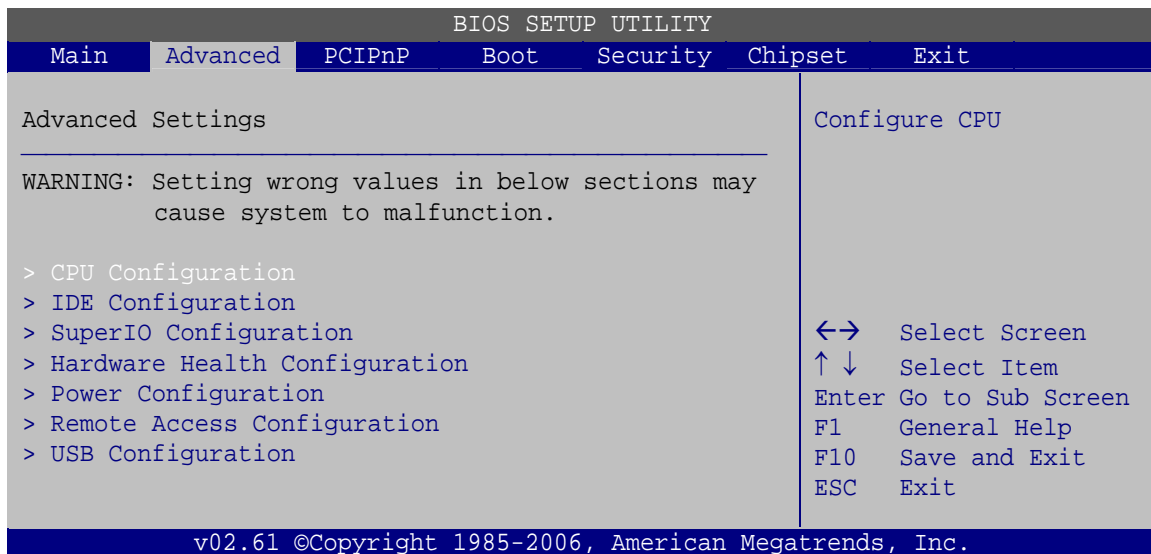 BIOS SETUP UTILITY
Main Advanced PCIPnP Boot Security Chipset Exit
Advanced Settings
WARNING: Setting wrong values in below sections may
cause system to malfunction.
> CPU Configuration
> IDE Configuration
> SuperIO Configuration
> Hardware Health Configuration
> Power Configuration
> Remote Access Configuration
> USB Configuration
Configure CPU
←→ Select Screen
↑ ↓ Select Item
Enter Go to Sub Screen
F1 General Help
F10 Save and Exit
ESC Exit
v02.61 ©Copyright 1985-2006, American Megatrends, Inc.